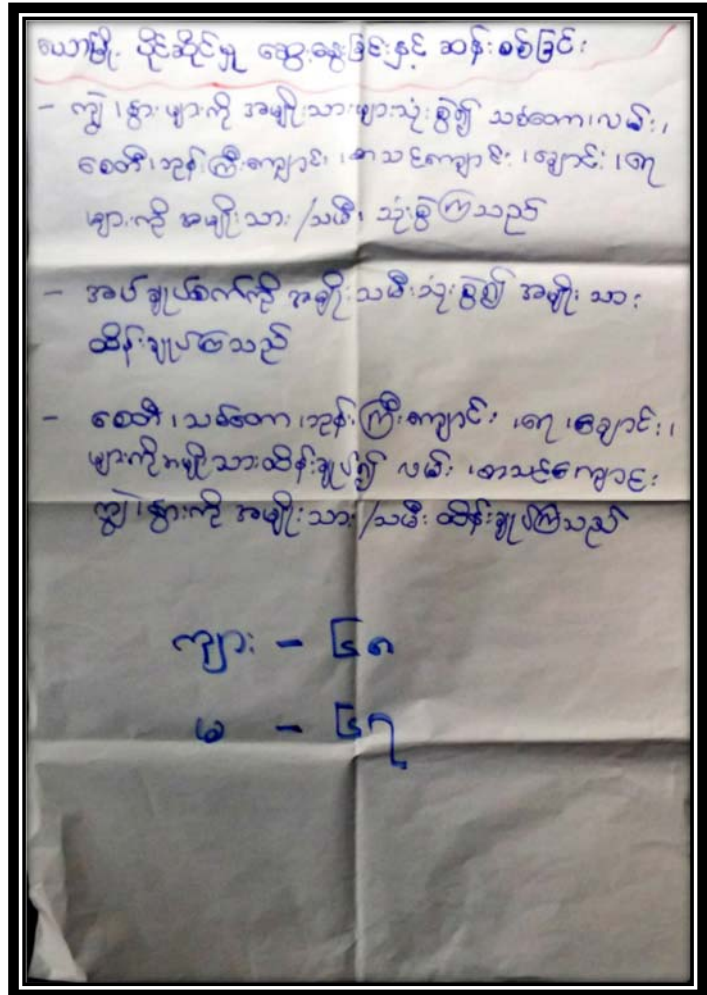 ယောက်ျို့ ပိုင်ဆိုင်မှု ဆွေးနွေးခြင်းနှင့် ဆန်းစစ်ခြင်း
- ကျွဲ၊နွားများကို အမျိုးသားများသုံးစွဲ၍ သစ်တော၊လမ်း၊
စေတီ၊ဘုန်းကြီးကျောင်း၊စာသင်ကျောင်း၊ချောင်း၊ရေ
များကို အမျိုးသား/သမီး သုံးစွဲကြသည်
- အပ်ချုပ်စက်ကို အမျိုးသမီးသုံးစွဲ၍ အမျိုးသား
ထိန်းချုပ်ကြသည်
- စေတီ၊သစ်တော၊ဘုန်းကြီးကျောင်း၊ရေ၊ချောင်း၊
များကိုအမျိုးသားထိန်းချုပ်၍ လမ်း၊စာသင်ကျောင်း
ကျွဲ၊နွားကို အမျိုးသား/သမီး ထိန်းချုပ်ကြသည်
ကျား - ၄၈
မ - ၄၇